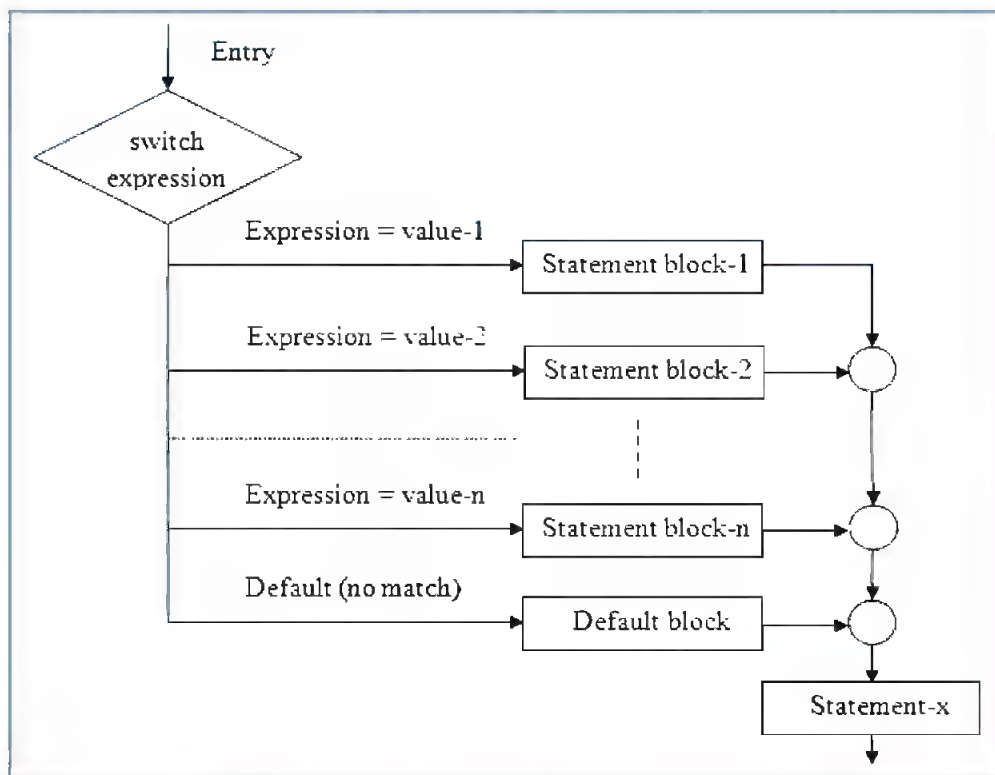 Entry
switch
expression
Expression = value-1
Statement block-1
Expression = value-2
Statement block-2
Expression = value-n
Statement block-n
Default (no match)
Default block
Statement-x